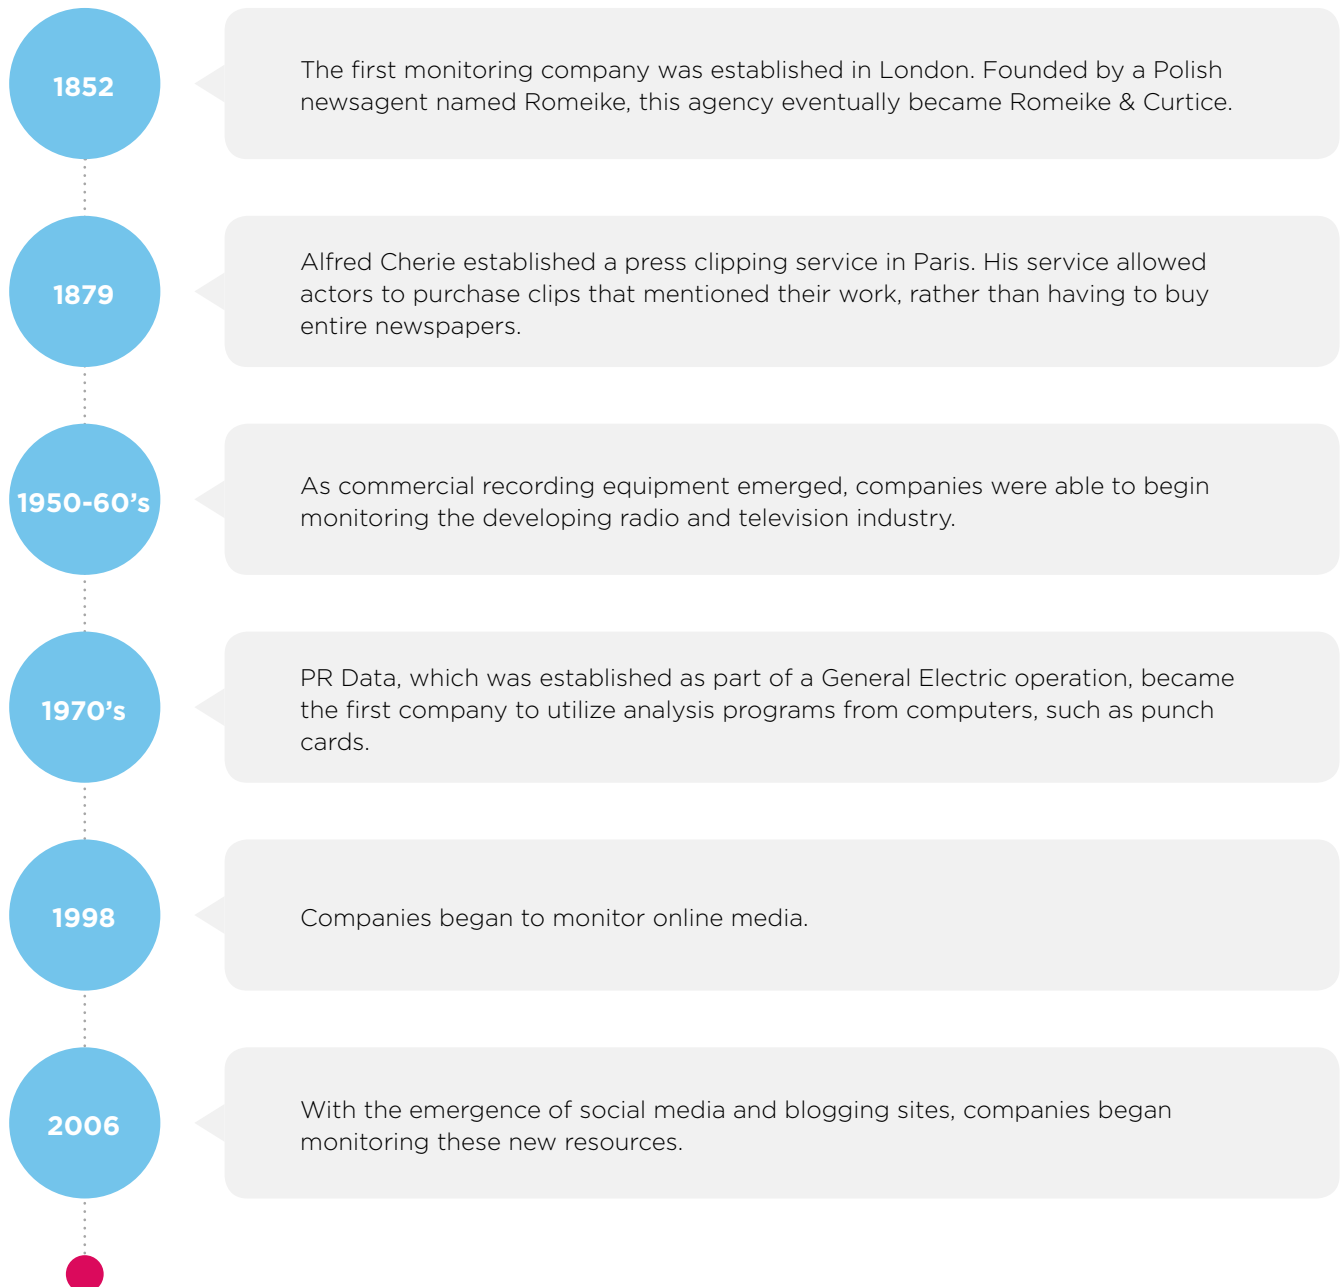 1852
The first monitoring company was established in London. Founded by a Polish
newsagent named Romeike, this agency eventually became Romeike & Curtice.
1879
Alfred Cherie established a press clipping service in Paris. His service allowed
actors to purchase clips that mentioned their work, rather than having to buy
entire newspapers.
1950-60’s
As commercial recording equipment emerged, companies were able to begin
monitoring the developing radio and television industry.
1970’s
PR Data, which was established as part of a General Electric operation, became
the first company to utilize analysis programs from computers, such as punch
cards.
1998
Companies began to monitor online media.
2006
With the emergence of social media and blogging sites, companies began
monitoring these new resources.